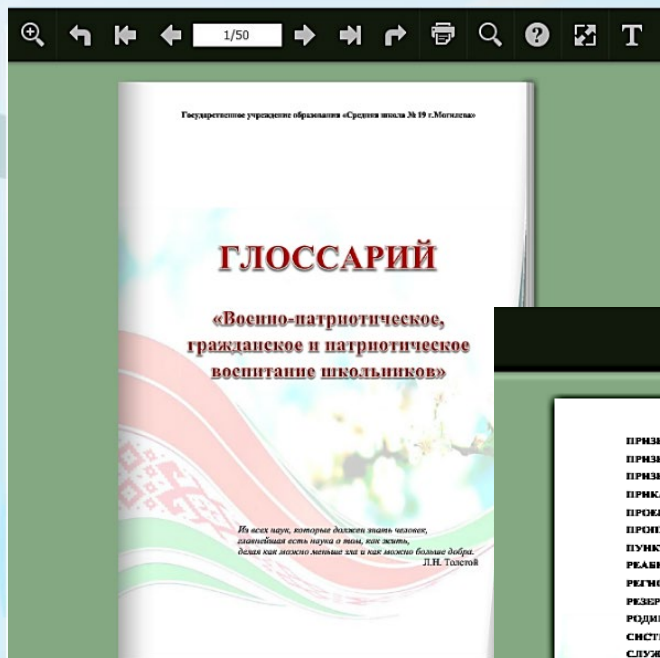 1/50
?
T
Государственное учреждение образования «Средняя школа № 19 г.Могилева»
ГЛОССАРИЙ
«Военно-патриотическое,
гражданское и патриотическое
воспитание школьников»
Из всех наук, которые должен знать человек,
главнейшая есть наука о том, как жить,
делая как можно меньше зла и как можно больше добра.
Л.Н. Толстой